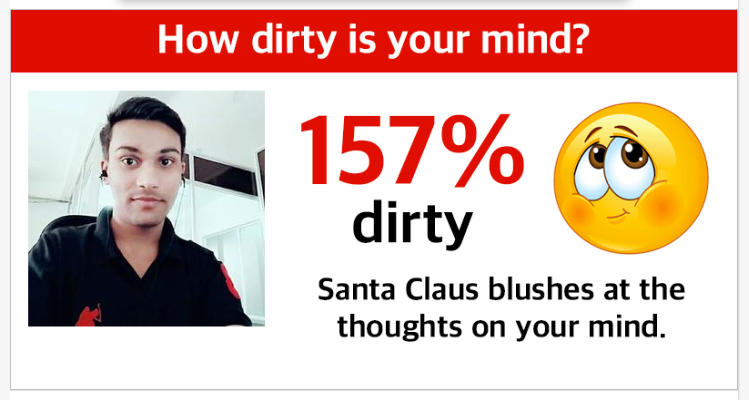 How dirty is your mind?
157%
dirty
Santa Claus blushes at the
thoughts on your mind.